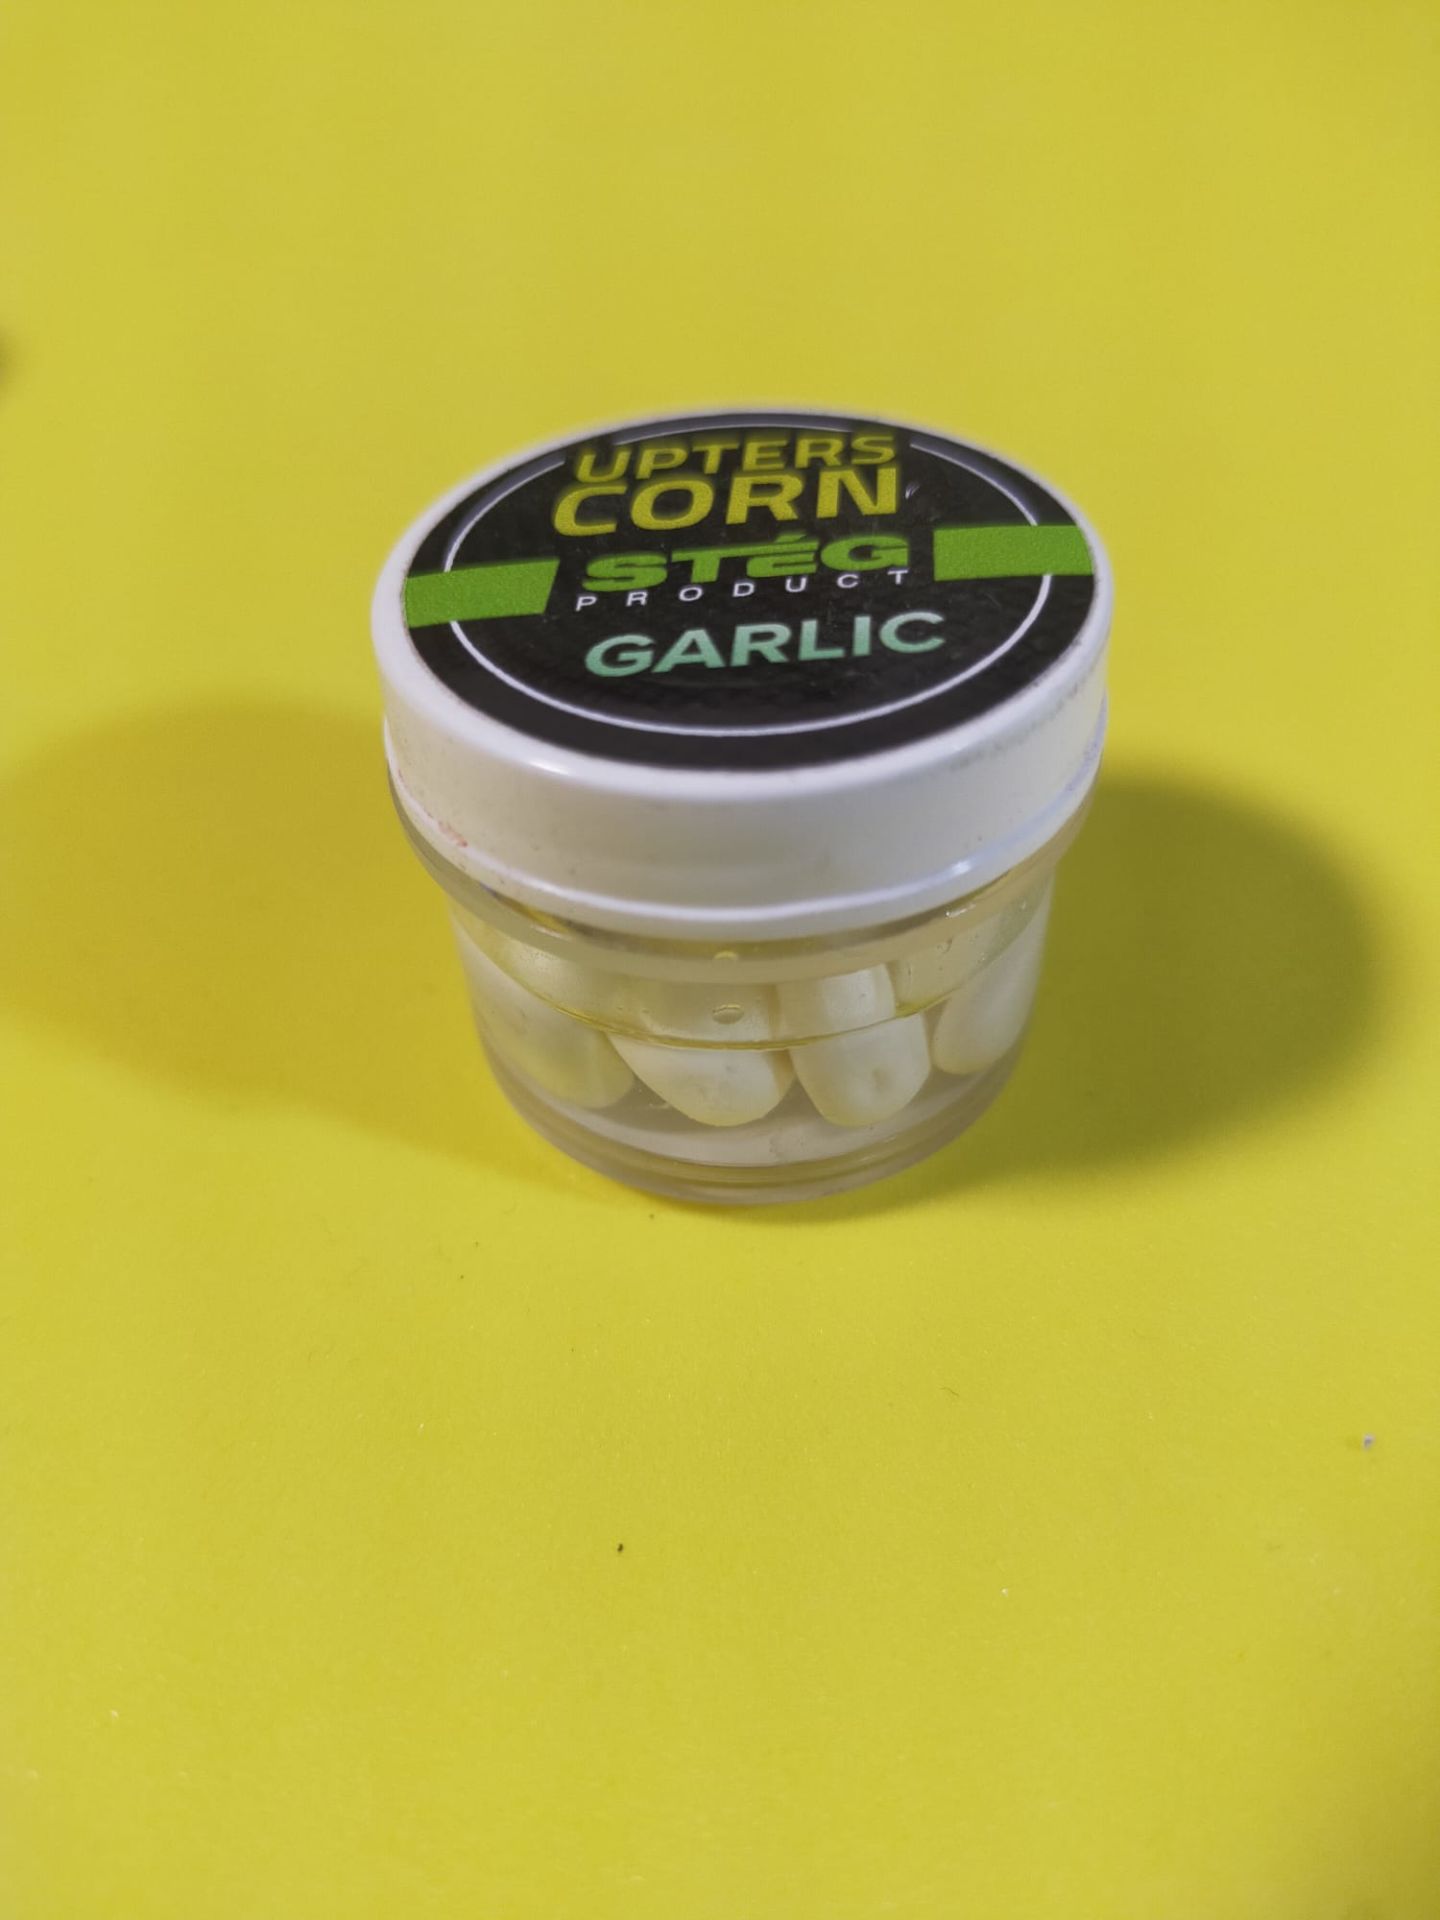 UPTERS
CORN
STÉG
PRODUCT
GARLIC